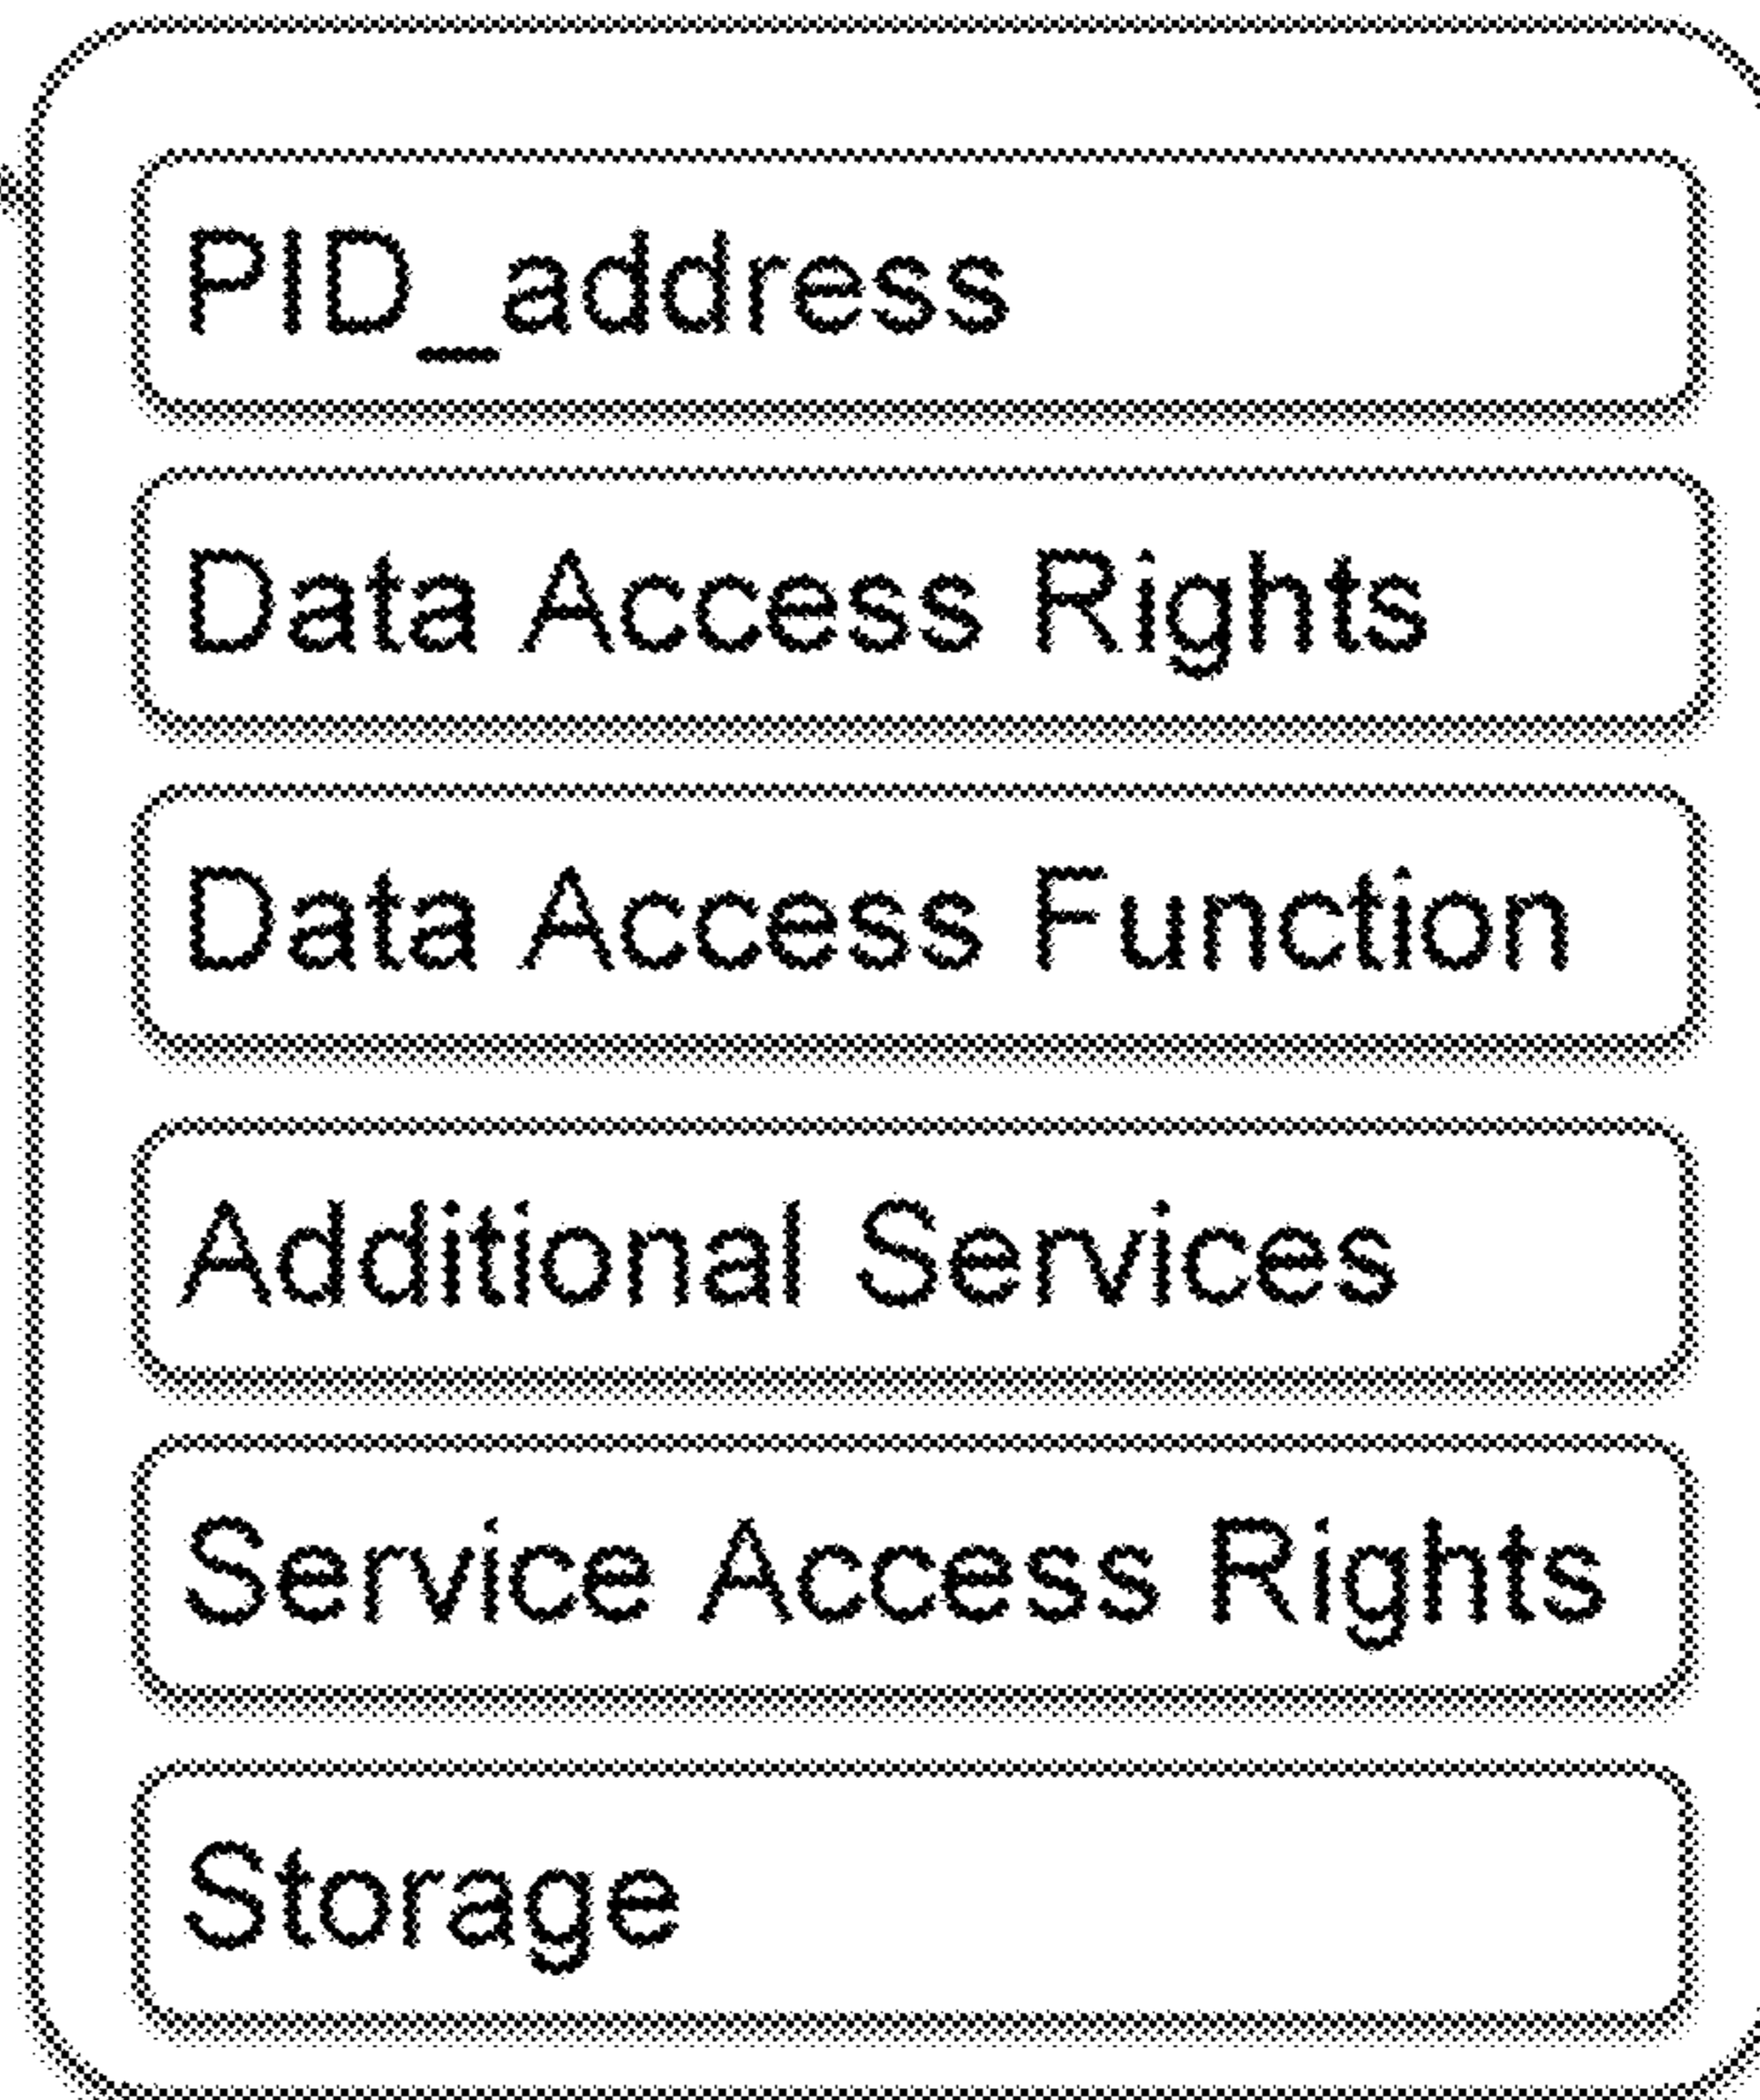 PID_address
Data Access Rights
Data Access Function
Additional Services
Service Access Rights
Storage